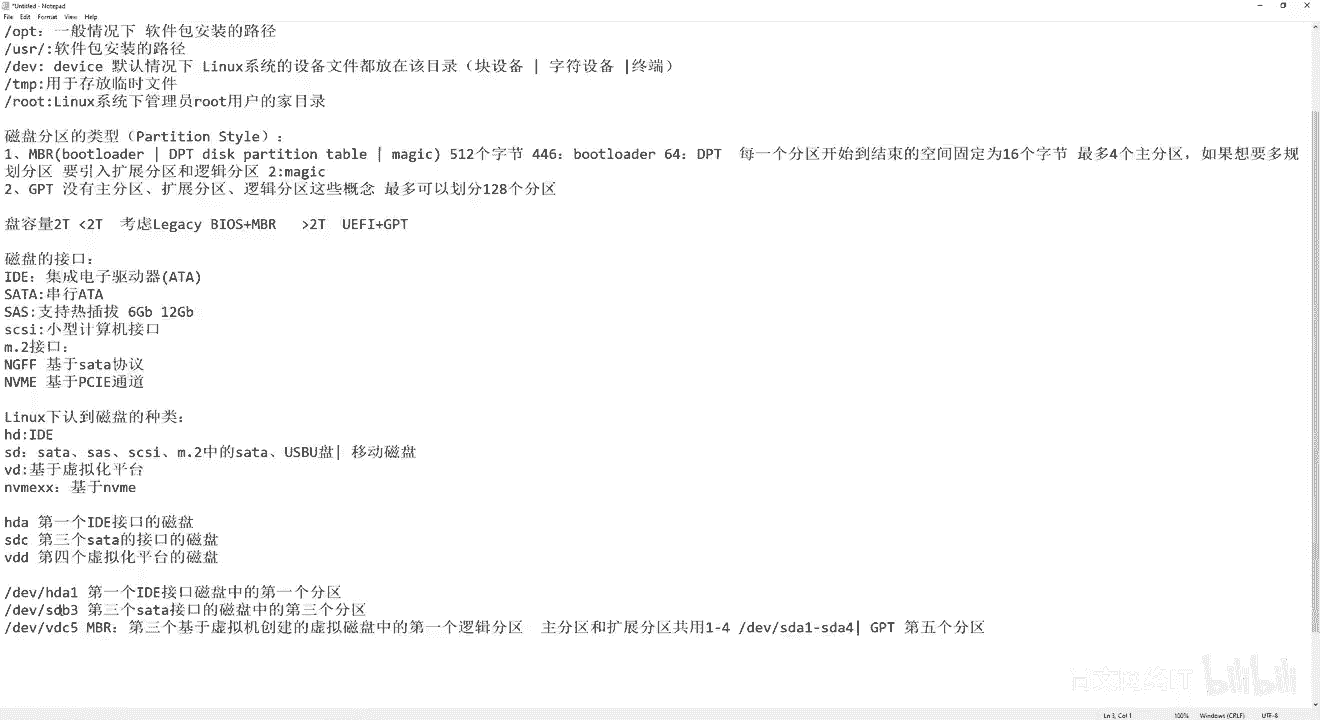 *Untitled - Notepad
File Edit Format View Help
/opt: 一般情况下 软件包安装的路径
/usr/:软件包安装的路径
/dev: device 默认情况下 Linux系统的设备文件都放在该目录（块设备 | 字符设备 |终端）
/tmp:用于存放临时文件
/root:Linux系统下管理员root用户的家目录
磁盘分区的类型（Partition Style）:
1、MBR(bootloader | DPT disk partition table | magic) 512个字节 446: bootloader 64: DPT 每一个分区开始到结束的空间固定为16个字节 最多4个主分区，如果想要多规
划分区 要引入扩展分区和逻辑分区 2:magic
2、GPT 没有主分区、扩展分区、逻辑分区这些概念 最多可以划分128个分区
盘容量2T <2T 考虑Legacy BIOS+MBR >2T UEFI+GPT
磁盘的接口:
IDE: 集成电子驱动器(ATA)
SATA:串行ATA
SAS:支持热插拔 6Gb 12Gb
scsi:小型计算机接口
m.2接口:
NGFF 基于sata协议
NVME 基于PCIE通道
Linux下认到磁盘的种类:
hd:IDE
sd: sata、sas、scsi、m.2中的sata、USBU盘| 移动磁盘
vd:基于虚拟化平台
nvmexx: 基于nvme
hda 第一个IDE接口的磁盘
sdc 第三个sata的接口的磁盘
vdd 第四个虚拟化平台的磁盘
/dev/hda1 第一个IDE接口磁盘中的第一个分区
/dev/sdb3 第三个sata接口的磁盘中的第三个分区
/dev/vdc5 MBR: 第三个基于虚拟机创建的虚拟磁盘中的第一个逻辑分区 主分区和扩展分区共用1-4 /dev/sda1-sda4| GPT 第五个分区
bilibili
Ln 3, Col 1 100% Windows (CRLF) UTF-8